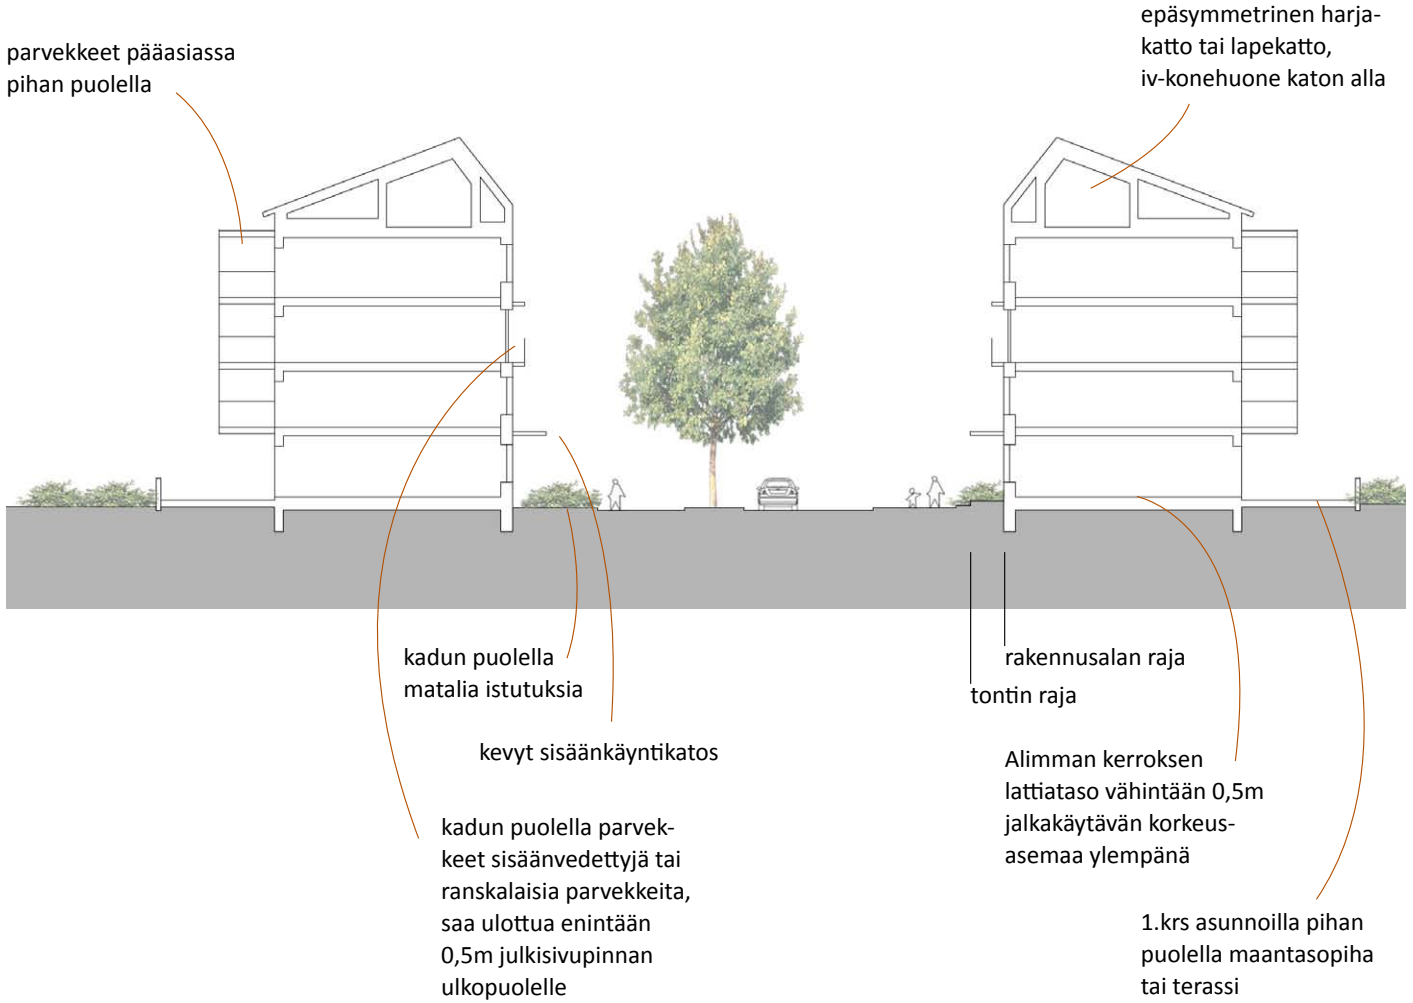 parvekkeet pääasiassa
pihan puolella
epäsymmetrinen harja-
katto tai lapekatto,
iv-konehuone katon alla
kadun puolella
matalia istutuksia
kevyt sisäänkäyntikatos
kadun puolella parvek-
keet sisäänvedettyjä tai
ranskalaisia parvekkeita,
saa ulottua enintään
0,5m julkisivupinnan
ulkopuolelle
rakennusalan raja
tontin raja
Alimman kerroksen
lattiataso vähintään 0,5m
jalkakäytävän korkeus-
asemaa ylempänä
1.krs asunnoilla pihan
puolella maantasopiha
tai terassi